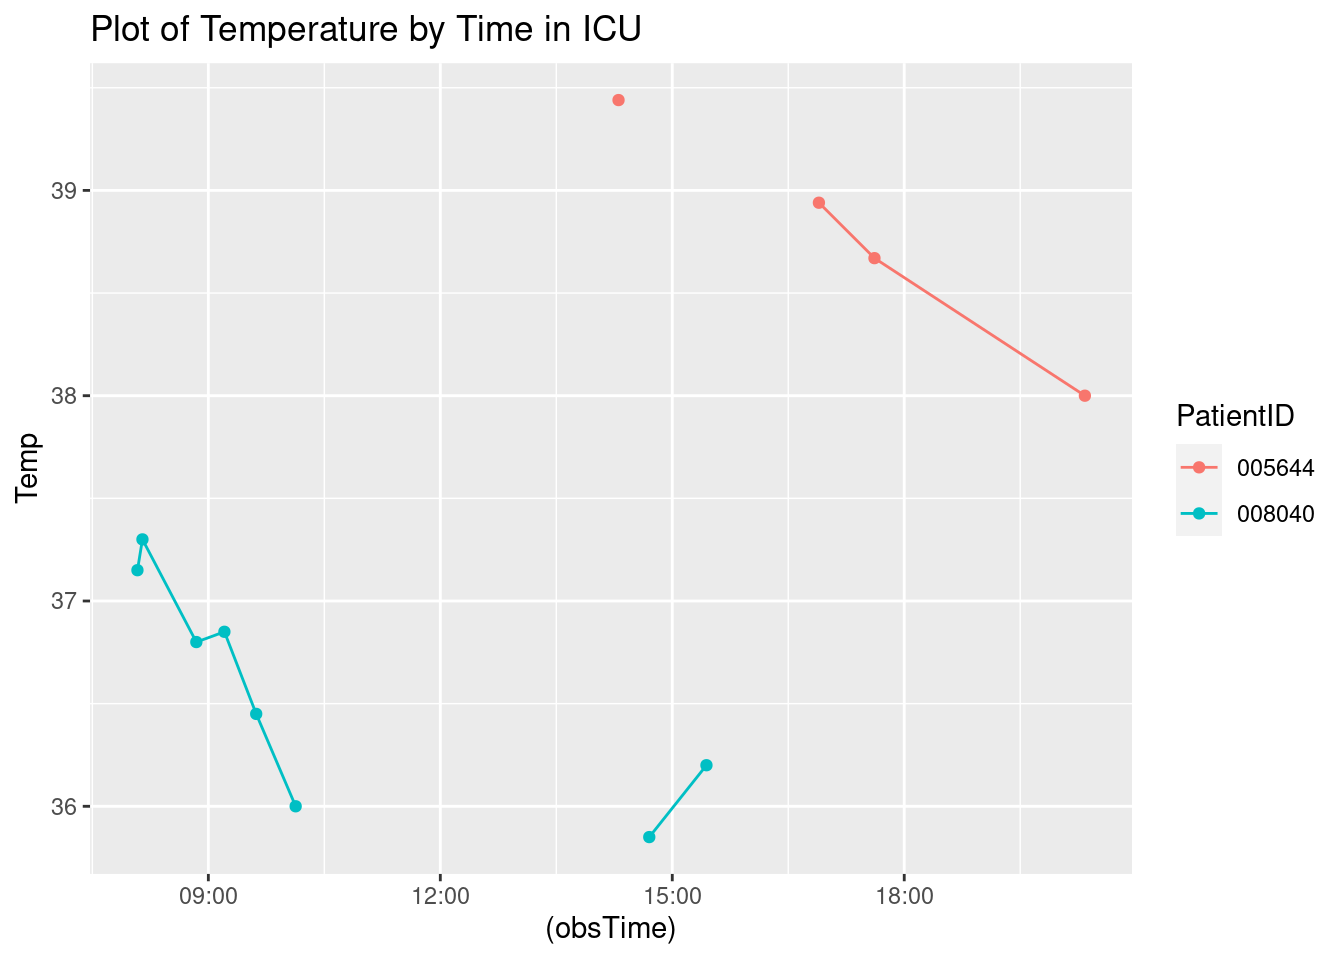 Plot of Temperature by Time in ICU
39
38
37
36
Temp
09:00 12:00 15:00 18:00
(obsTime)
PatientID
005644
008040